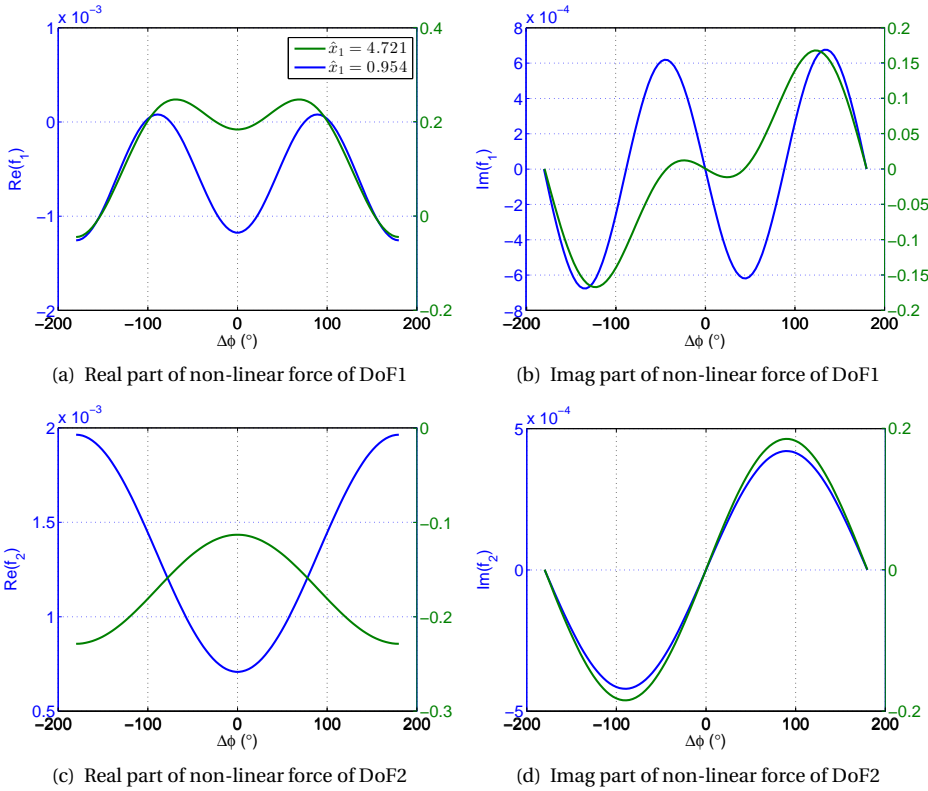 x 10⁻³
1
0
−1
−2
0.4
0.2
0
−0.2
−200 −100 0 100 200
Re(f₁)
Δϕ (°)
x̂₁ = 4.721
x̂₁ = 0.954
(a) Real part of non-linear force of DoF1
x 10⁻⁴
8
6
4
2
0
−2
−4
−6
−8
0.2
0.15
0.1
0.05
0
−0.05
−0.1
−0.15
−0.2
−200 −100 0 100 200
Im(f₁)
Δϕ (°)
(b) Imag part of non-linear force of DoF1
x 10⁻³
2
1.5
1
0.5
0
−0.1
−0.2
−0.3
−200 −100 0 100 200
Re(f₂)
Δϕ (°)
(c) Real part of non-linear force of DoF2
x 10⁻⁴
5
0
−5
0.2
0
−0.2
−200 −100 0 100 200
Im(f₂)
Δϕ (°)
(d) Imag part of non-linear force of DoF2